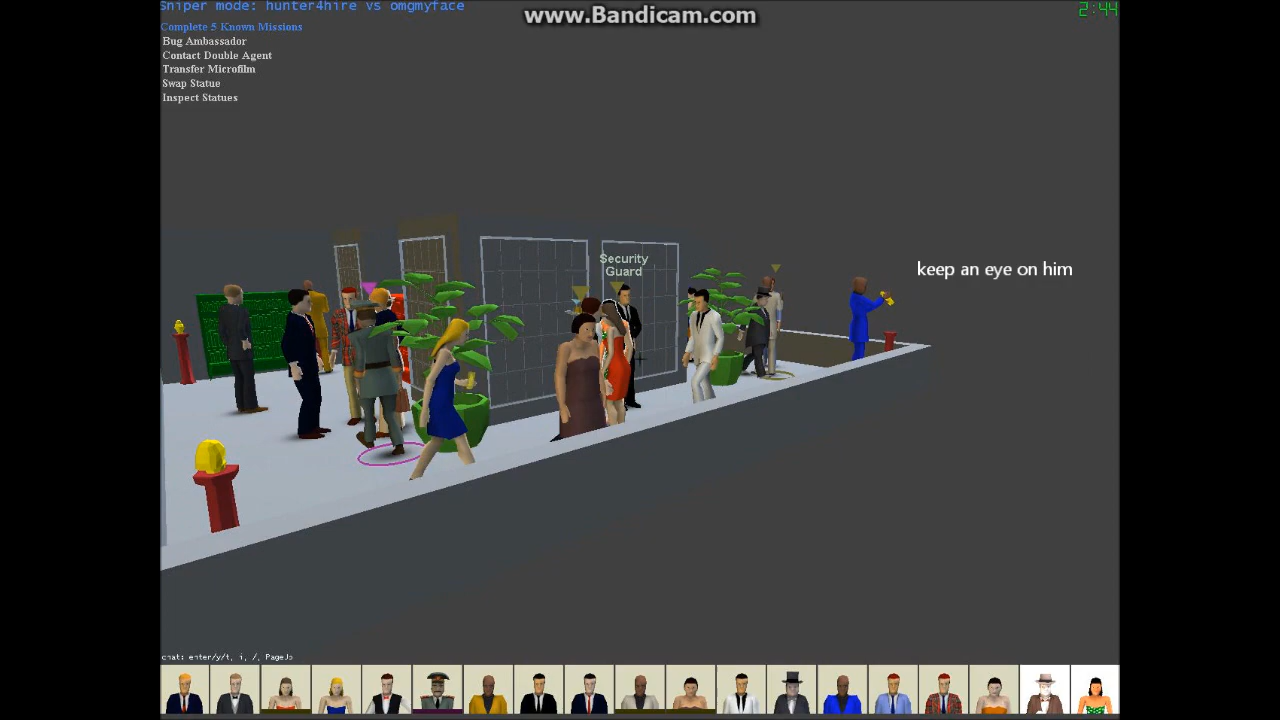 Sniper mode: hunter4hire vs omgmyface
www.Bandicam.com
2:44
Complete 5 Known Missions
Bug Ambassador
Contact Double Agent
Transfer Microfilm
Swap Statue
Inspect Statues
Security
Guard
keep an eye on him
chat: enter/y/t, i, /, PageUp